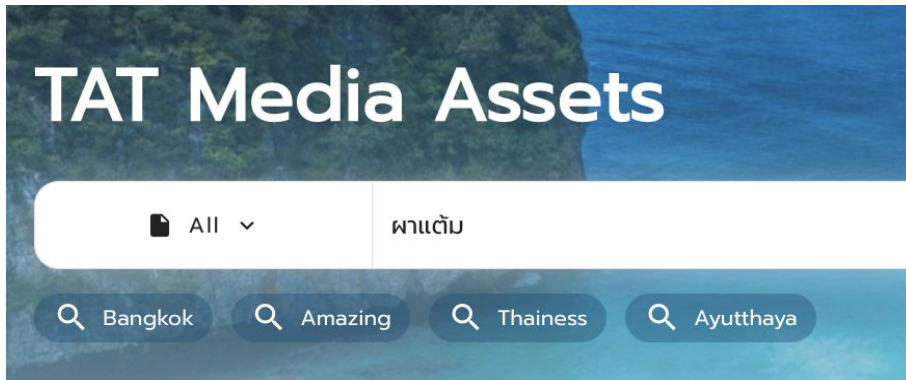 TAT Media Assets
All ผาแต้ม
Bangkok Amazing Thainess Ayutthaya